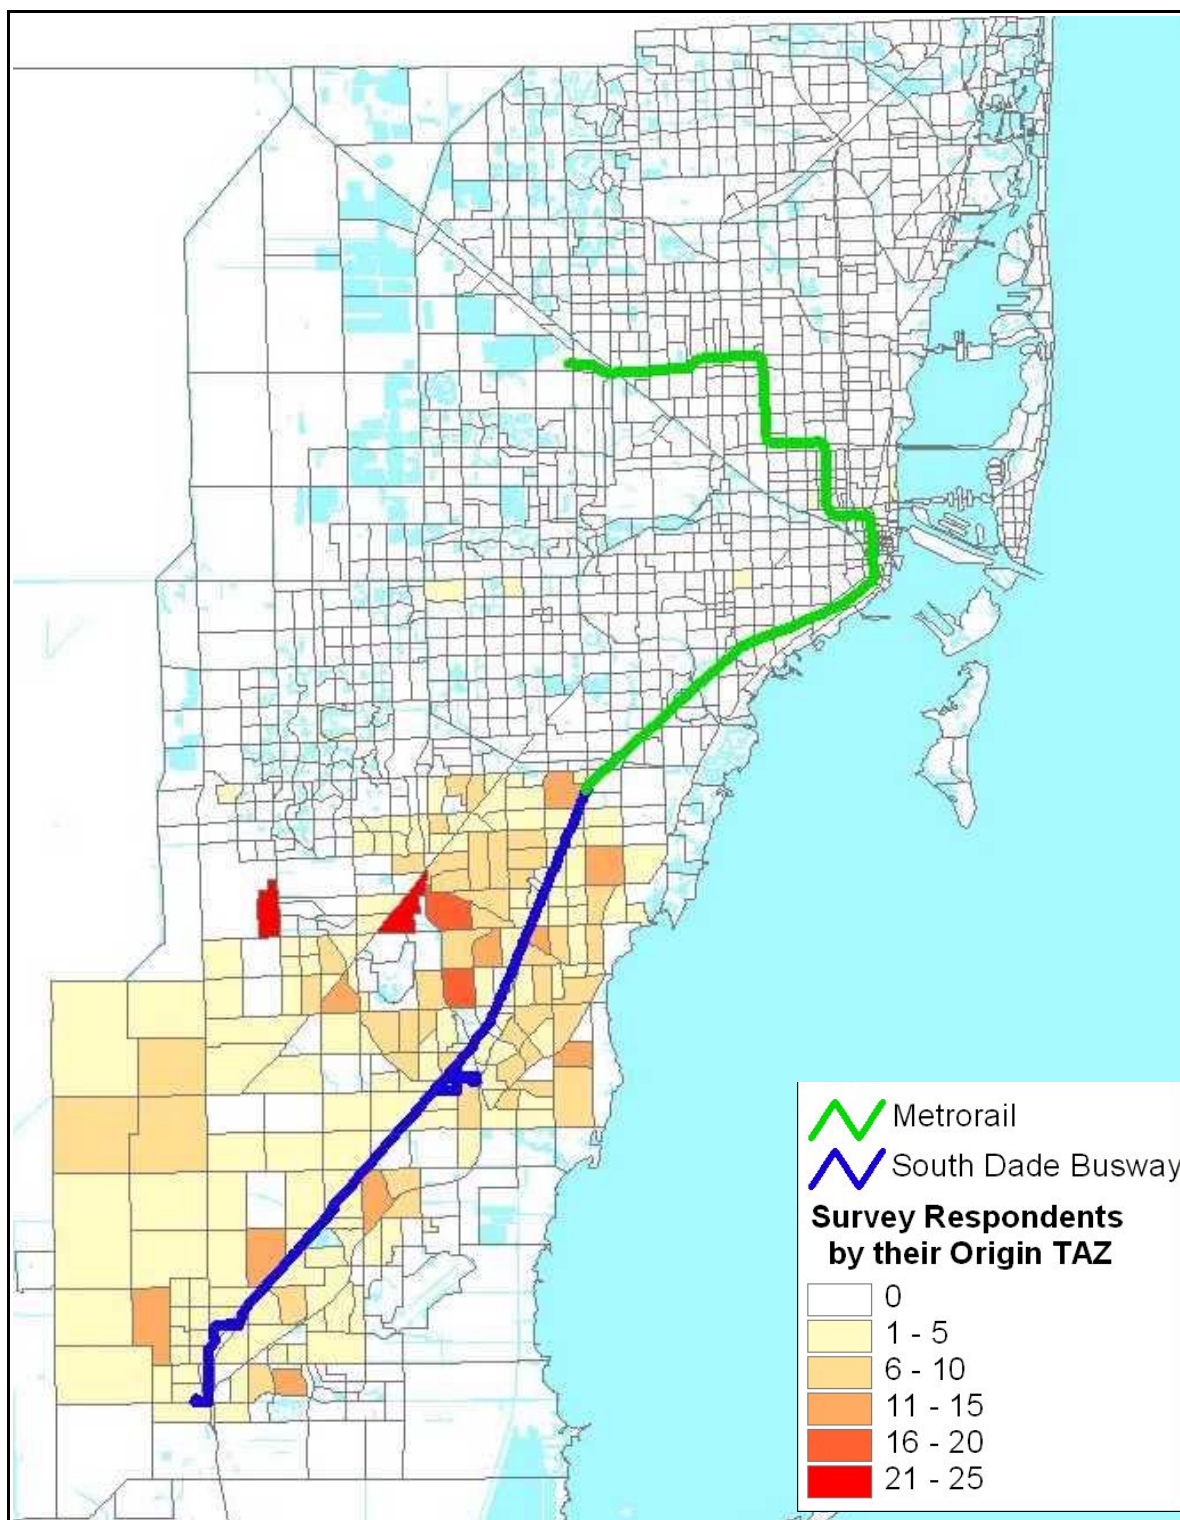 Metrorail
South Dade Busway
Survey Respondents
by their Origin TAZ
0
1 - 5
6 - 10
11 - 15
16 - 20
21 - 25